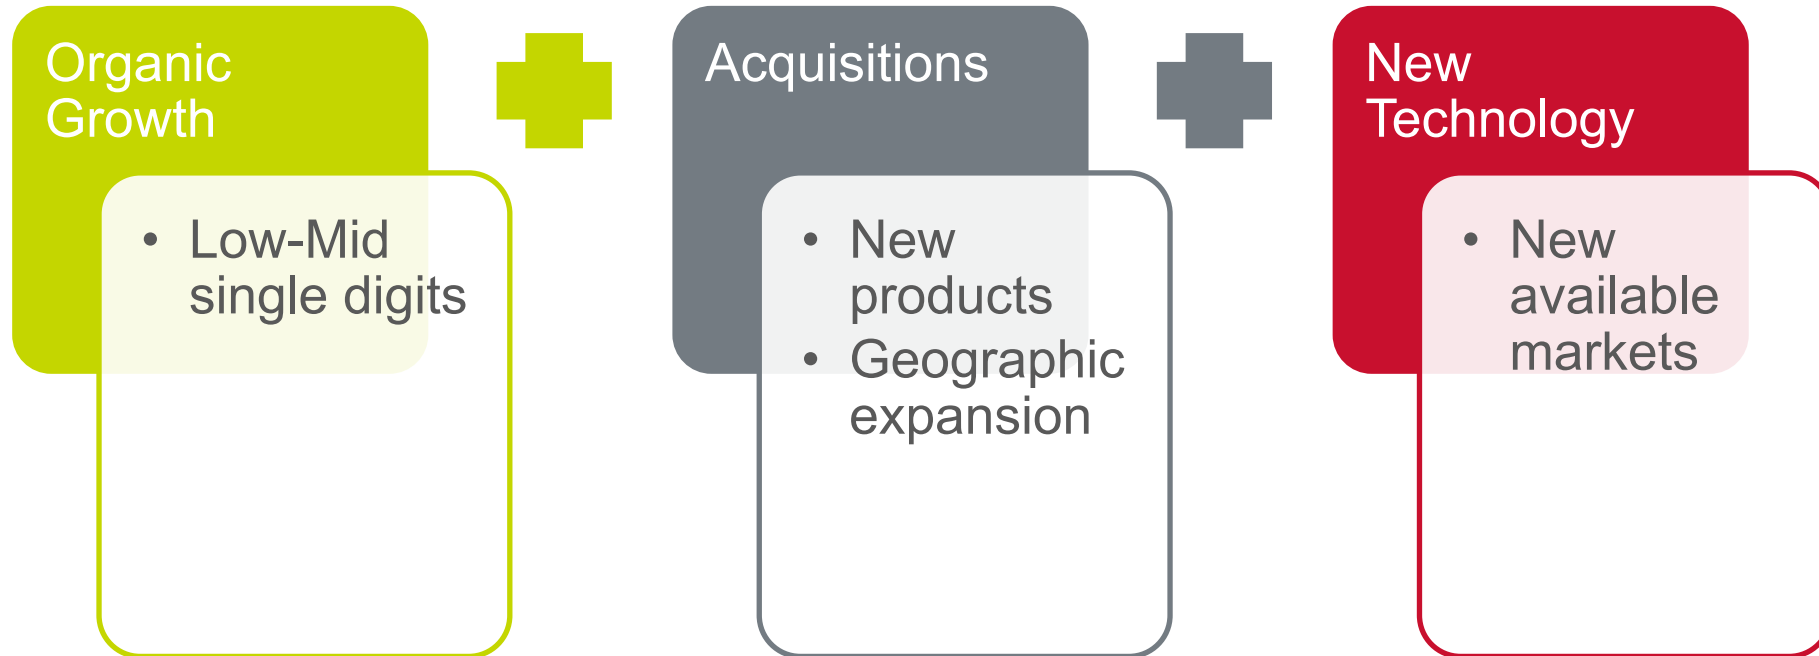 Organic
Growth
• Low-Mid
single digits
Acquisitions
• New
products
• Geographic
expansion
New
Technology
• New
available
markets